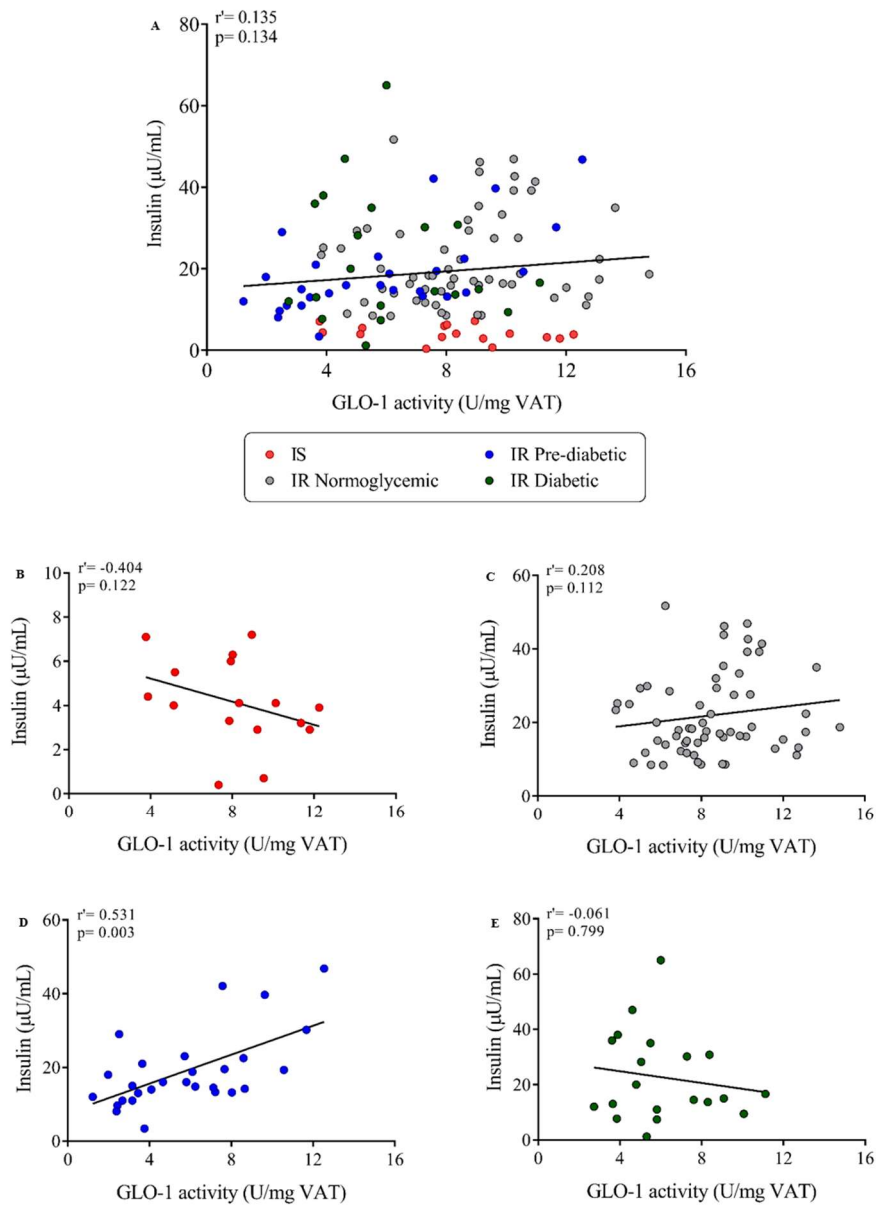 A
r'= 0.135
p= 0.134
80
60
40
20
0
Insulin (μU/mL)
0 4 8 12 16
GLO-1 activity (U/mg VAT)
IS IR Pre-diabetic
IR Normoglycemic IR Diabetic
B
r'= -0.404
p= 0.122
10
8
6
4
2
0
Insulin (μU/mL)
0 4 8 12 16
GLO-1 activity (U/mg VAT)
C
r'= 0.208
p= 0.112
60
40
20
0
Insulin (μU/mL)
0 4 8 12 16
GLO-1 activity (U/mg VAT)
D
r'= 0.531
p= 0.003
60
40
20
0
Insulin (μU/mL)
0 4 8 12 16
GLO-1 activity (U/mg VAT)
E
r'= -0.061
p= 0.799
80
60
40
20
0
Insulin (μU/mL)
0 4 8 12 16
GLO-1 activity (U/mg VAT)